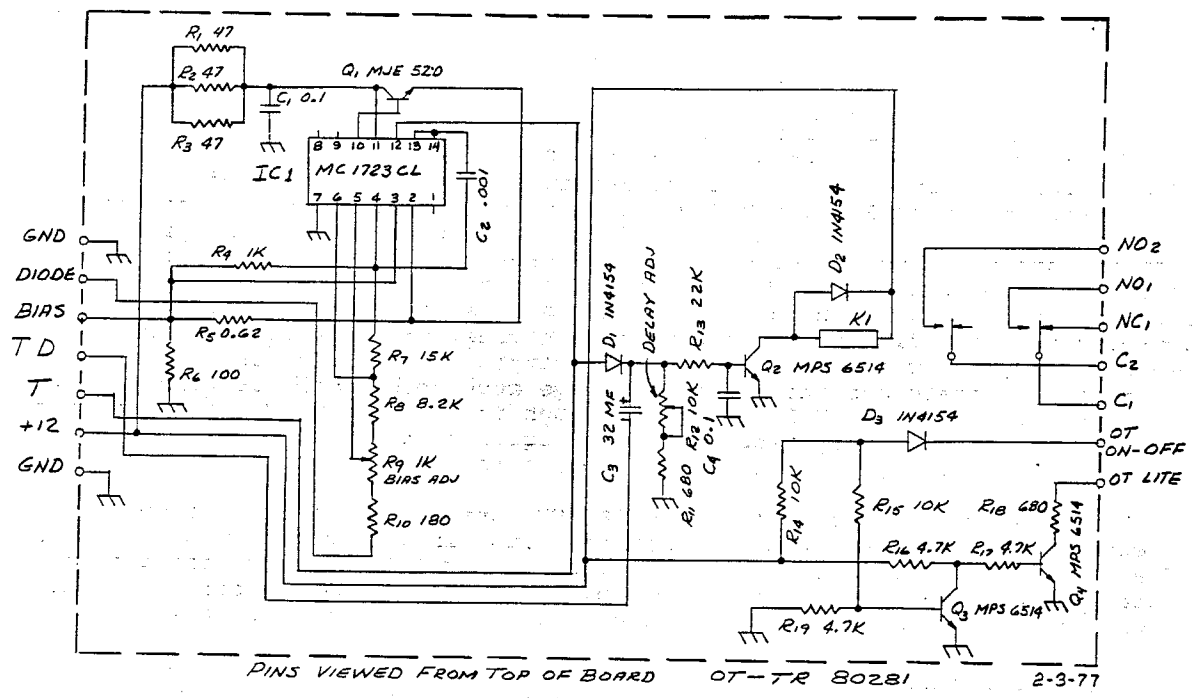 R1 47
R2 47
R3 47
C1 0.1
Q1 MJE 520
8 9 10 11 12 13 14
IC1
MC 1723 CL
7 6 5 4 3 2 1
C2 .001
GND
DIODE
BIAS
TD
T
+12
GND
R4 1K
R5 0.62
R6 100
R7 15K
R8 8.2K
R9 1K
BIAS ADJ
R10 180
D1 1N4154
DELAY ADJ
R13 22K
C3 32 MF
+
R11 680
R12 10K
C4 0.1
D2 1N4154
K1
Q2 MPS 6514
D3 1N4154
R14 10K
R15 10K
R16 4.7K
R17 4.7K
R18 680
Q4 MPS 6514
Q3 MPS 6514
R19 4.7K
NO2
NO1
NC1
C2
C1
OT
ON-OFF
OT LITE
PINS VIEWED FROM TOP OF BOARD OT-TR 80281 2-3-77